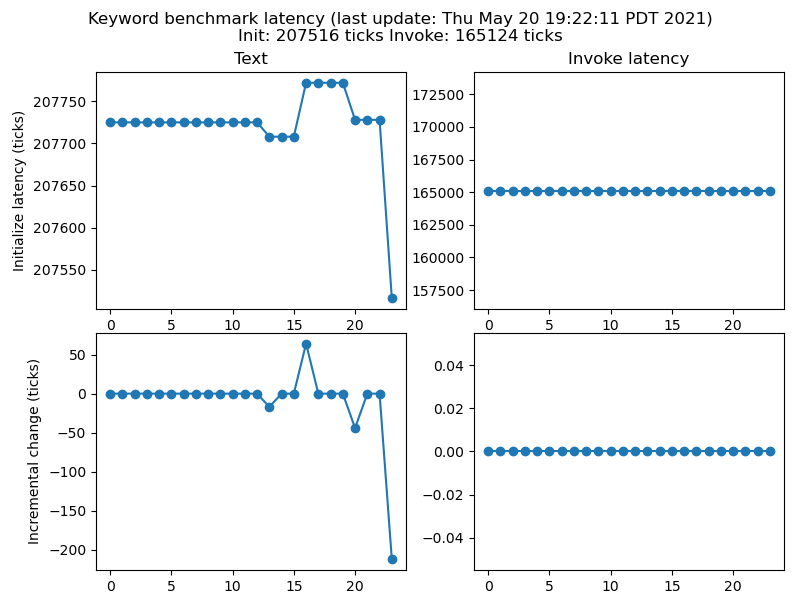 Keyword benchmark latency (last update: Thu May 20 19:22:11 PDT 2021)
Init: 207516 ticks Invoke: 165124 ticks
Text
Invoke latency
Initialize latency (ticks)
207750
207700
207650
207600
207550
0 5 10 15 20
172500
170000
167500
165000
162500
160000
157500
0 5 10 15 20
Incremental change (ticks)
50
0
−50
−100
−150
−200
0 5 10 15 20
0.04
0.02
0.00
−0.02
−0.04
0 5 10 15 20